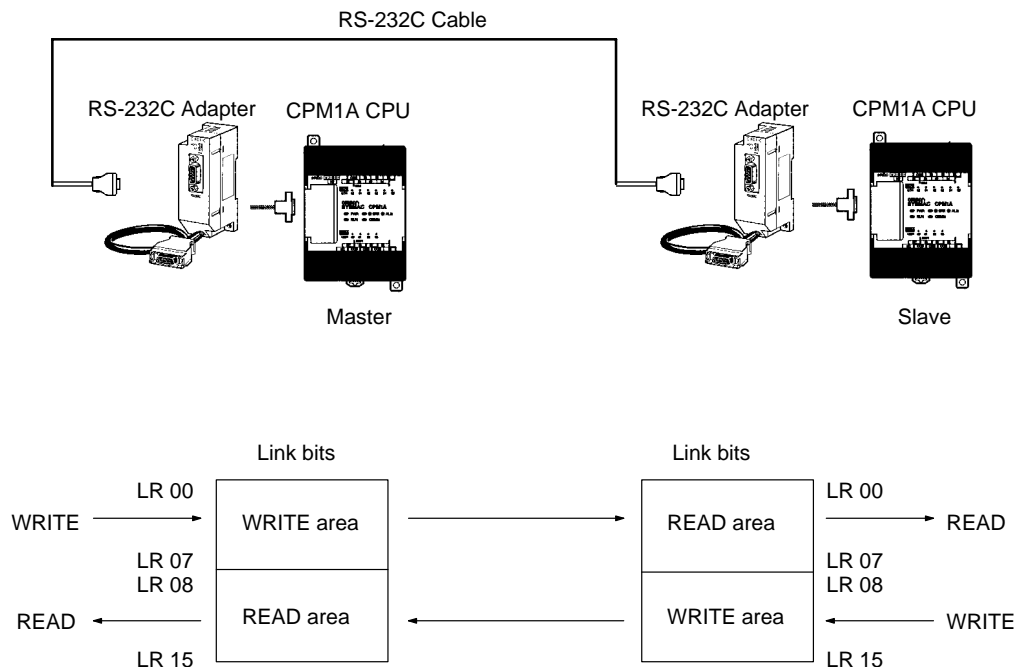 RS-232C Cable
RS-232C Adapter CPM1A CPU RS-232C Adapter CPM1A CPU
Master Slave
Link bits Link bits
LR 00 LR 00
WRITE WRITE area READ area READ
LR 07 LR 07
LR 08 LR 08
READ READ area WRITE area WRITE
LR 15 LR 15